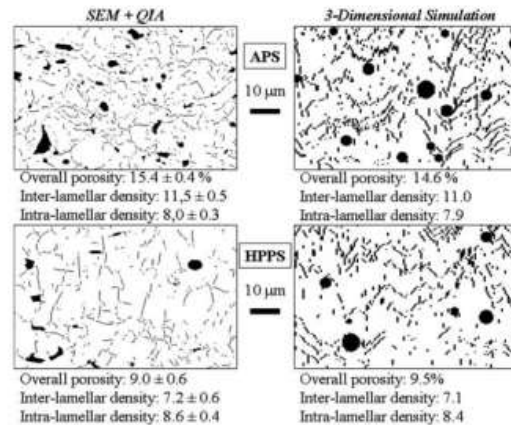 SEM + QIA
3-Dimensional Simulation
APS
10 µm
Overall porosity: 15.4 ± 0.4 %
Inter-lamellar density: 11,5 ± 0.5
Intra-lamellar density: 8,0 ± 0.3
Overall porosity: 14.6 %
Inter-lamellar density: 11.0
Intra-lamellar density: 7.9
HPPS
10 µm
Overall porosity: 9.0 ± 0.6
Inter-lamellar density: 7.2 ± 0.6
Intra-lamellar density: 8.6 ± 0.4
Overall porosity: 9.5%
Inter-lamellar density: 7.1
Intra-lamellar density: 8.4